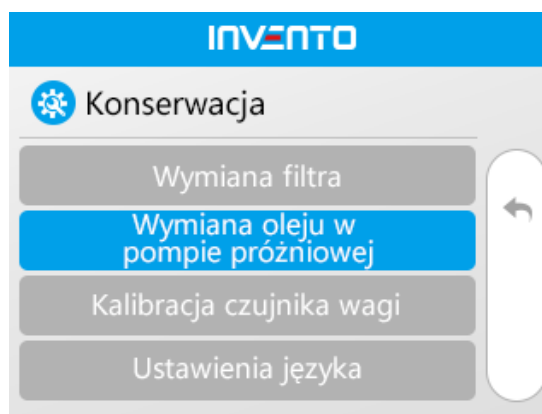 INVENTO
Konserwacja
Wymiana filtra
Wymiana oleju w
pompie próżniowej
Kalibracja czujnika wagi
Ustawienia języka